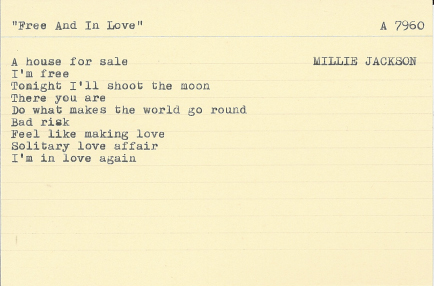 "Free And In Love" A 7960
A house for sale MILLIE JACKSON
I'm free
Tonight I'll shoot the moon
There you are
Do what makes the world go round
Bad risk
Feel like making love
Solitary love affair
I'm in love again